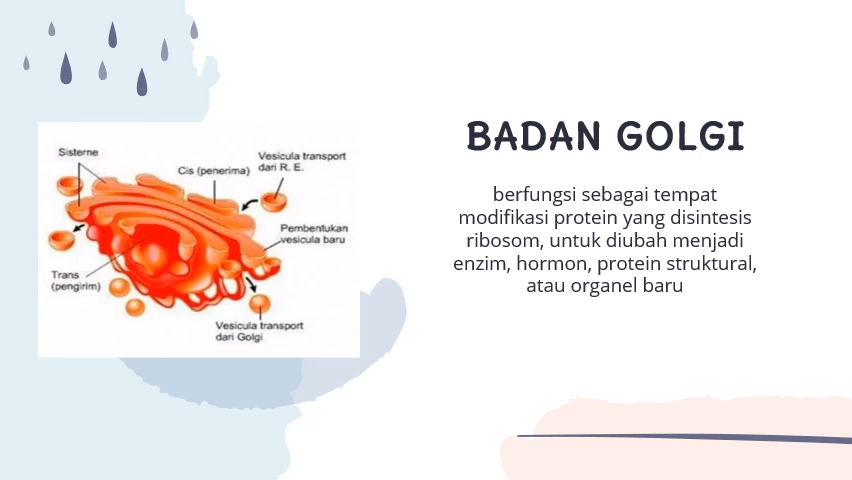 BADAN GOLGI
berfungsi sebagai tempat
modifikasi protein yang disintesis
ribosom, untuk diubah menjadi
enzim, hormon, protein struktural,
atau organel baru
Sisterne
Cis (penerima)
Vesicula transport
dari R. E.
Pembentukan
vesicula baru
Trans
(pengirim)
Vesicula transport
dari Golgi